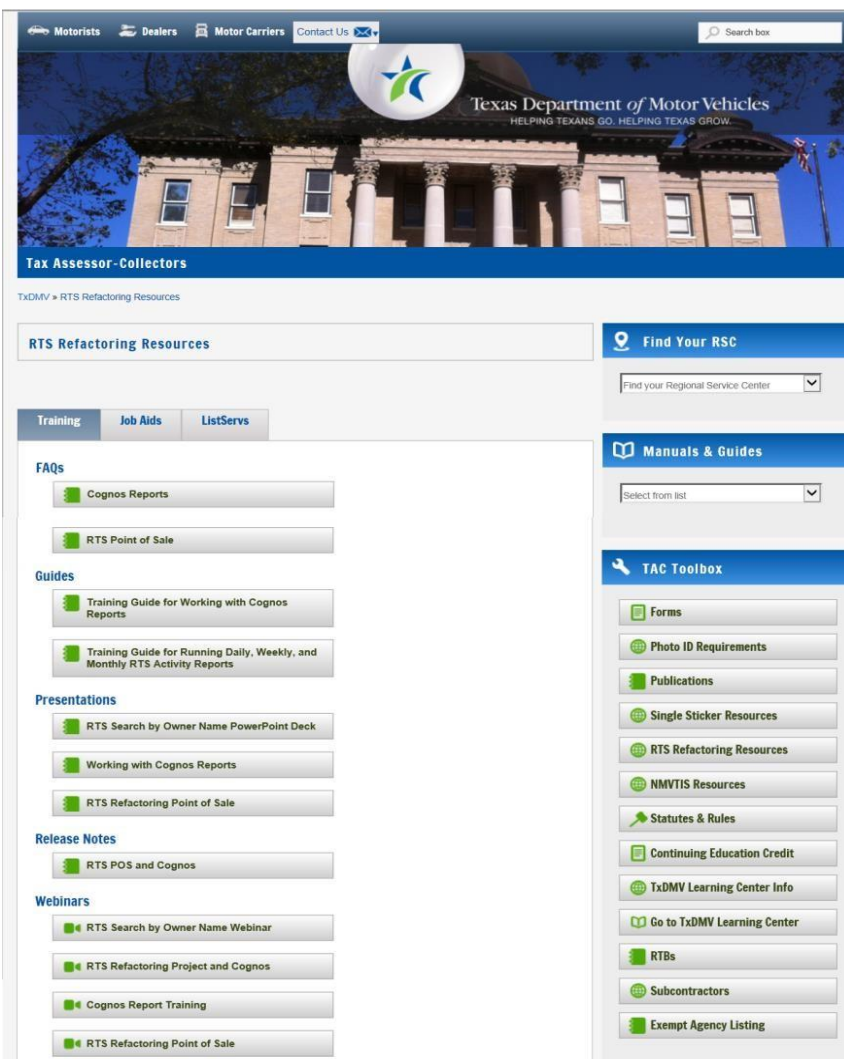 Motorists
Dealers
Motor Carriers
Contact Us
Search box
Texas Department of Motor Vehicles
HELPING TEXANS GO. HELPING TEXAS GROW.
Tax Assessor-Collectors
TxDMV » RTS Refactoring Resources
RTS Refactoring Resources
Training
Job Aids
ListServs
FAQs
Cognos Reports
RTS Point of Sale
Guides
Training Guide for Working with Cognos
Reports
Training Guide for Running Daily, Weekly, and
Monthly RTS Activity Reports
Presentations
RTS Search by Owner Name PowerPoint Deck
Working with Cognos Reports
RTS Refactoring Point of Sale
Release Notes
RTS POS and Cognos
Webinars
RTS Search by Owner Name Webinar
RTS Refactoring Project and Cognos
Cognos Report Training
RTS Refactoring Point of Sale
Find Your RSC
Find your Regional Service Center
Manuals & Guides
Select from list
TAC Toolbox
Forms
Photo ID Requirements
Publications
Single Sticker Resources
RTS Refactoring Resources
NMVTIS Resources
Statutes & Rules
Continuing Education Credit
TxDMV Learning Center Info
Go to TxDMV Learning Center
RTBs
Subcontractors
Exempt Agency Listing